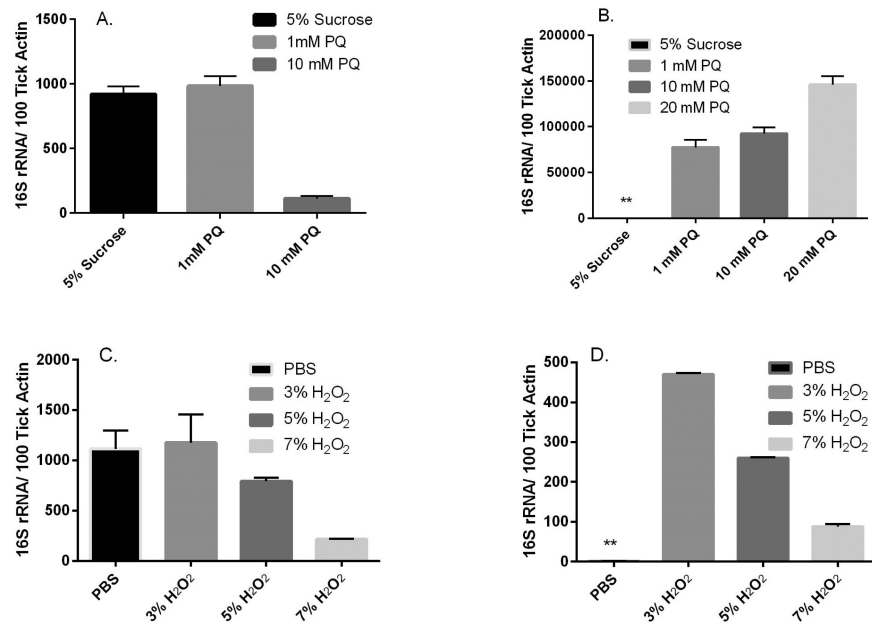 A.
5% Sucrose
1mM PQ
10 mM PQ
16S rRNA/ 100 Tick Actin
1500
1000
500
0
5% Sucrose
1mM PQ
10 mM PQ
B.
5% Sucrose
1 mM PQ
10 mM PQ
20 mM PQ
16S rRNA/ 100 Tick Actin
200000
150000
100000
50000
0
**
5% Sucrose
1 mM PQ
10 mM PQ
20 mM PQ
C.
PBS
3% H₂O₂
5% H₂O₂
7% H₂O₂
16S rRNA/ 100 Tick Actin
2000
1500
1000
500
0
PBS
3% H₂O₂
5% H₂O₂
7% H₂O₂
D.
PBS
3% H₂O₂
5% H₂O₂
7% H₂O₂
16S rRNA/ 100 Tick Actin
500
400
300
200
100
0
**
PBS
3% H₂O₂
5% H₂O₂
7% H₂O₂